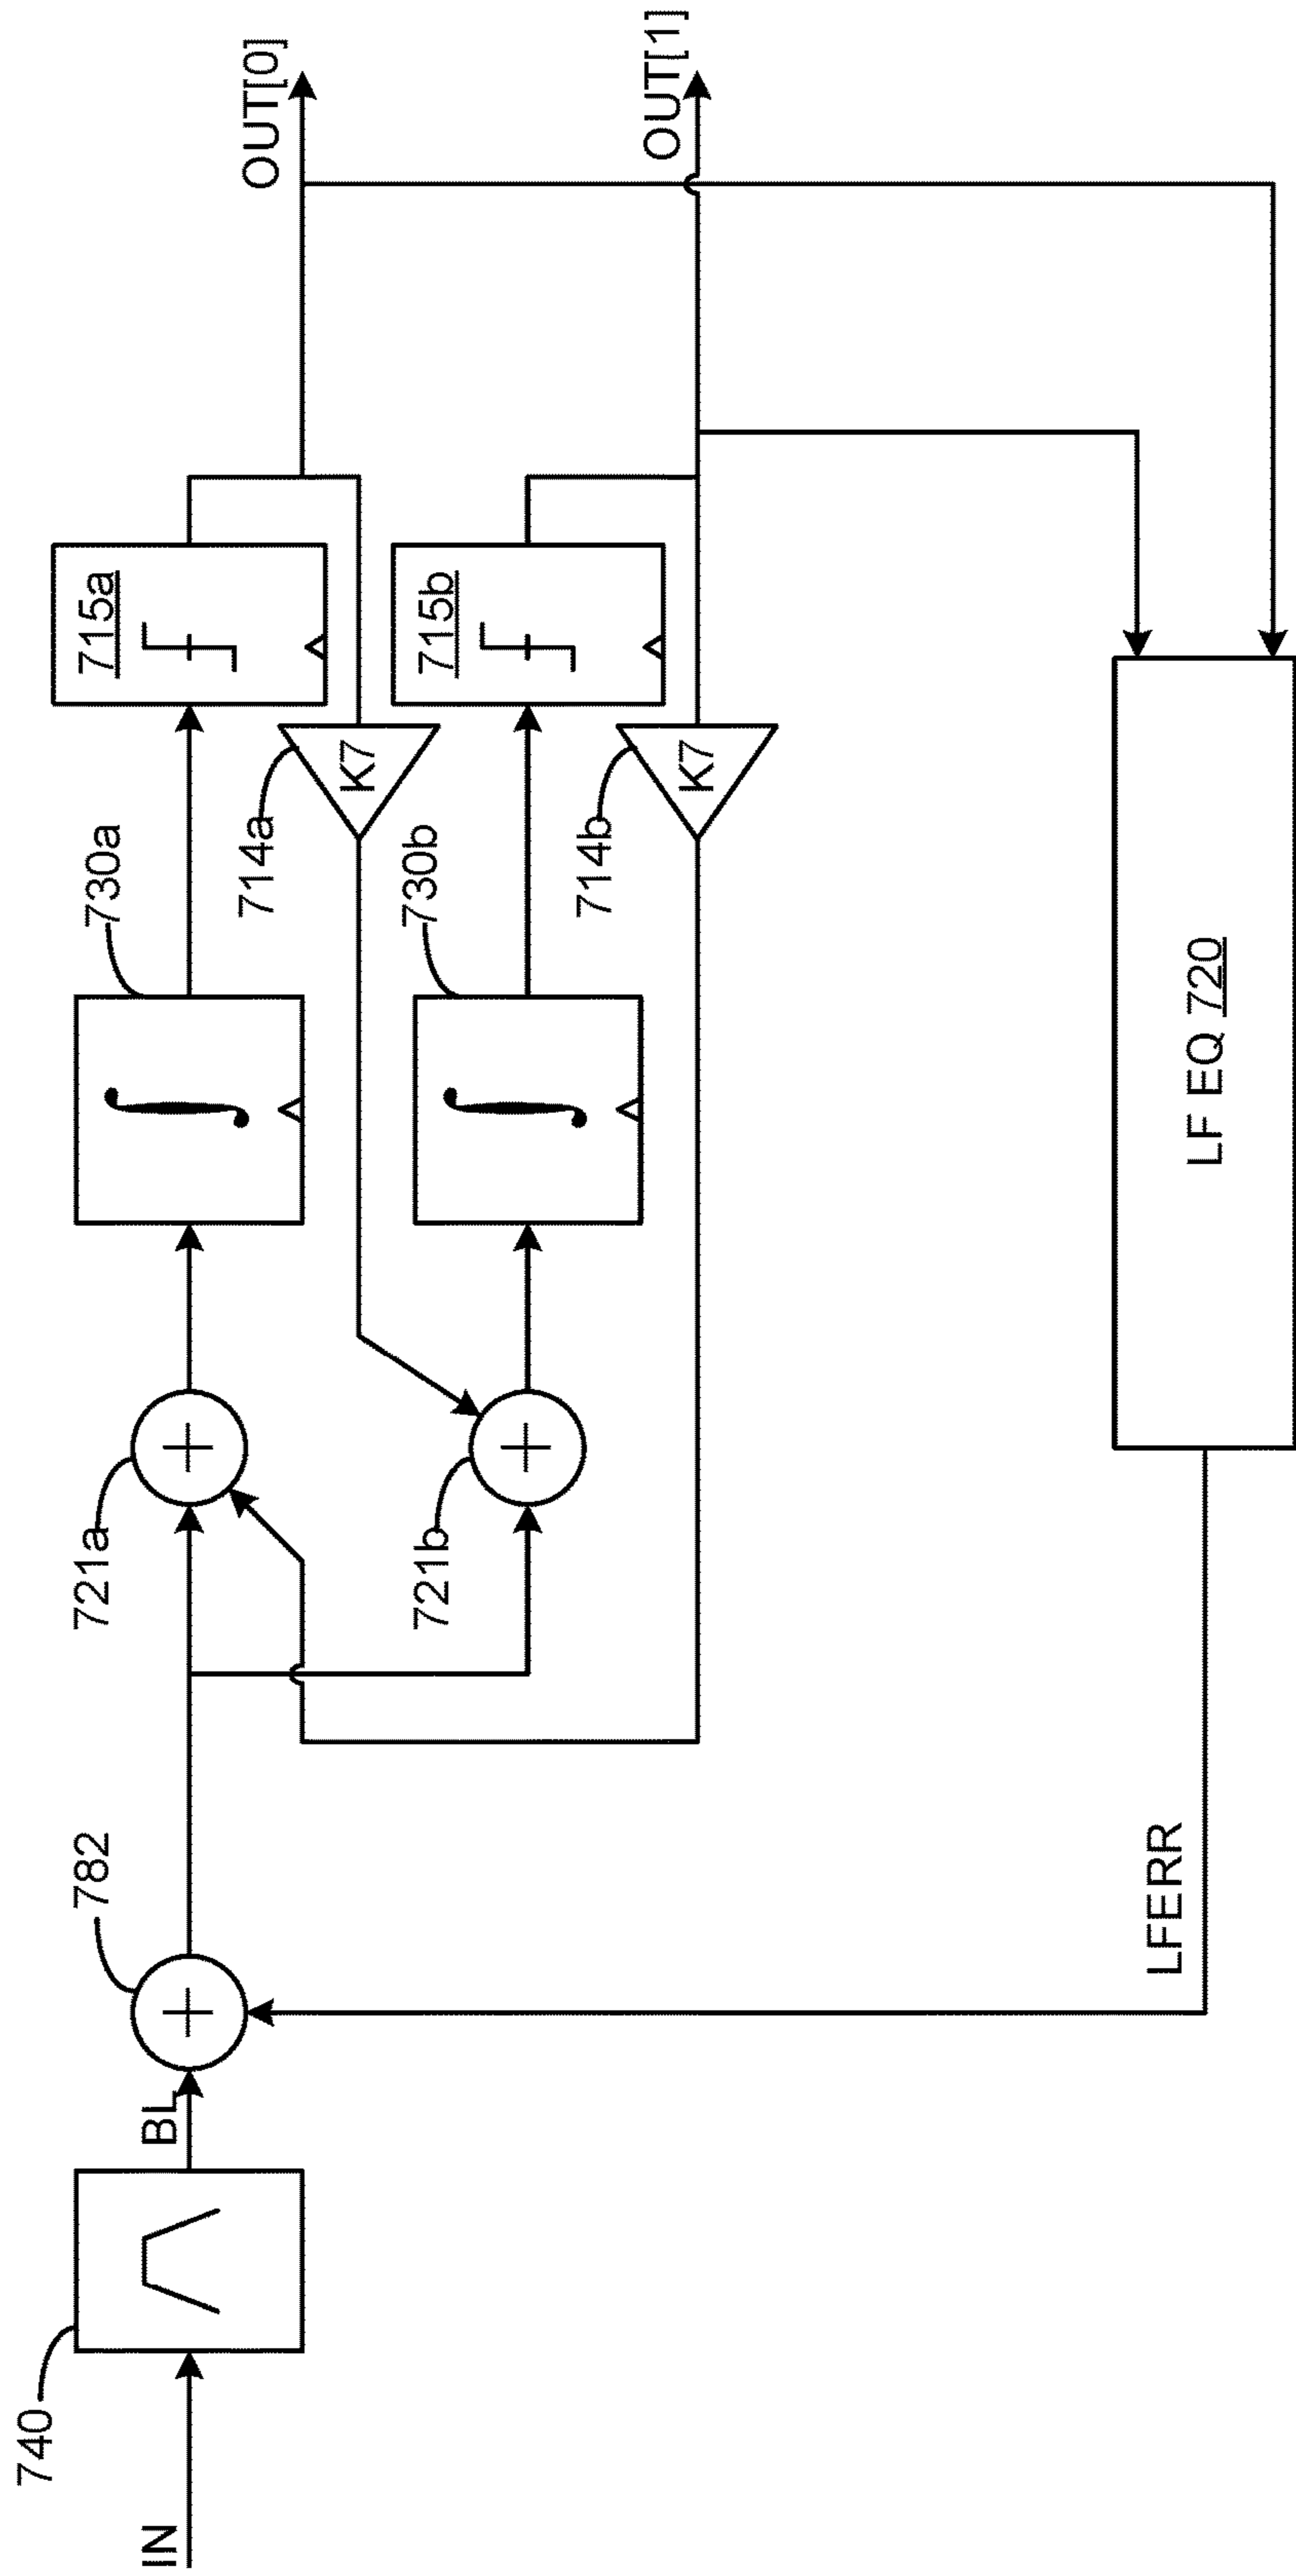 IN
740
BL
782
721a
730a
715a
OUT[0]
714a
K7
721b
730b
715b
OUT[1]
714b
K7
LFERR
LF EQ 720